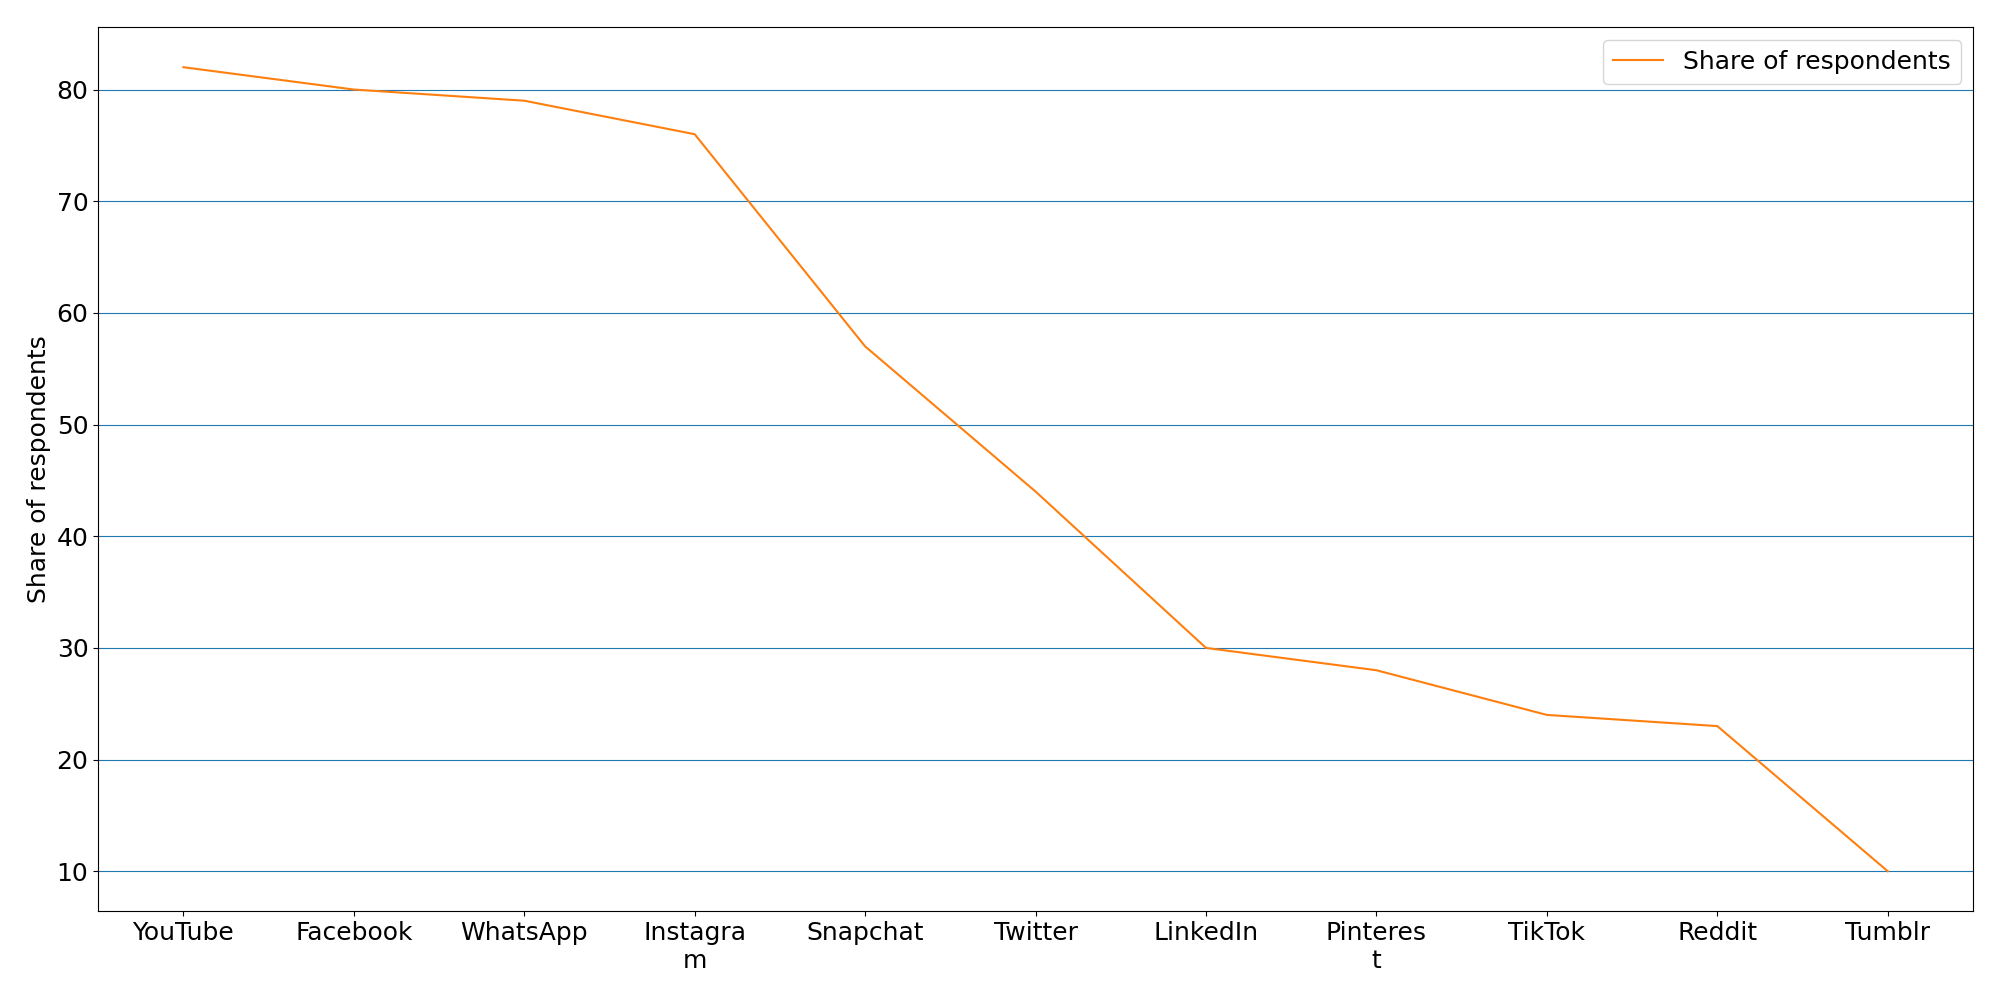 Share of respondents
80
70
60
50
40
30
20
10
Share of respondents
YouTube Facebook WhatsApp Instagra Snapchat Twitter LinkedIn Pinteres TikTok Reddit Tumblr
m t